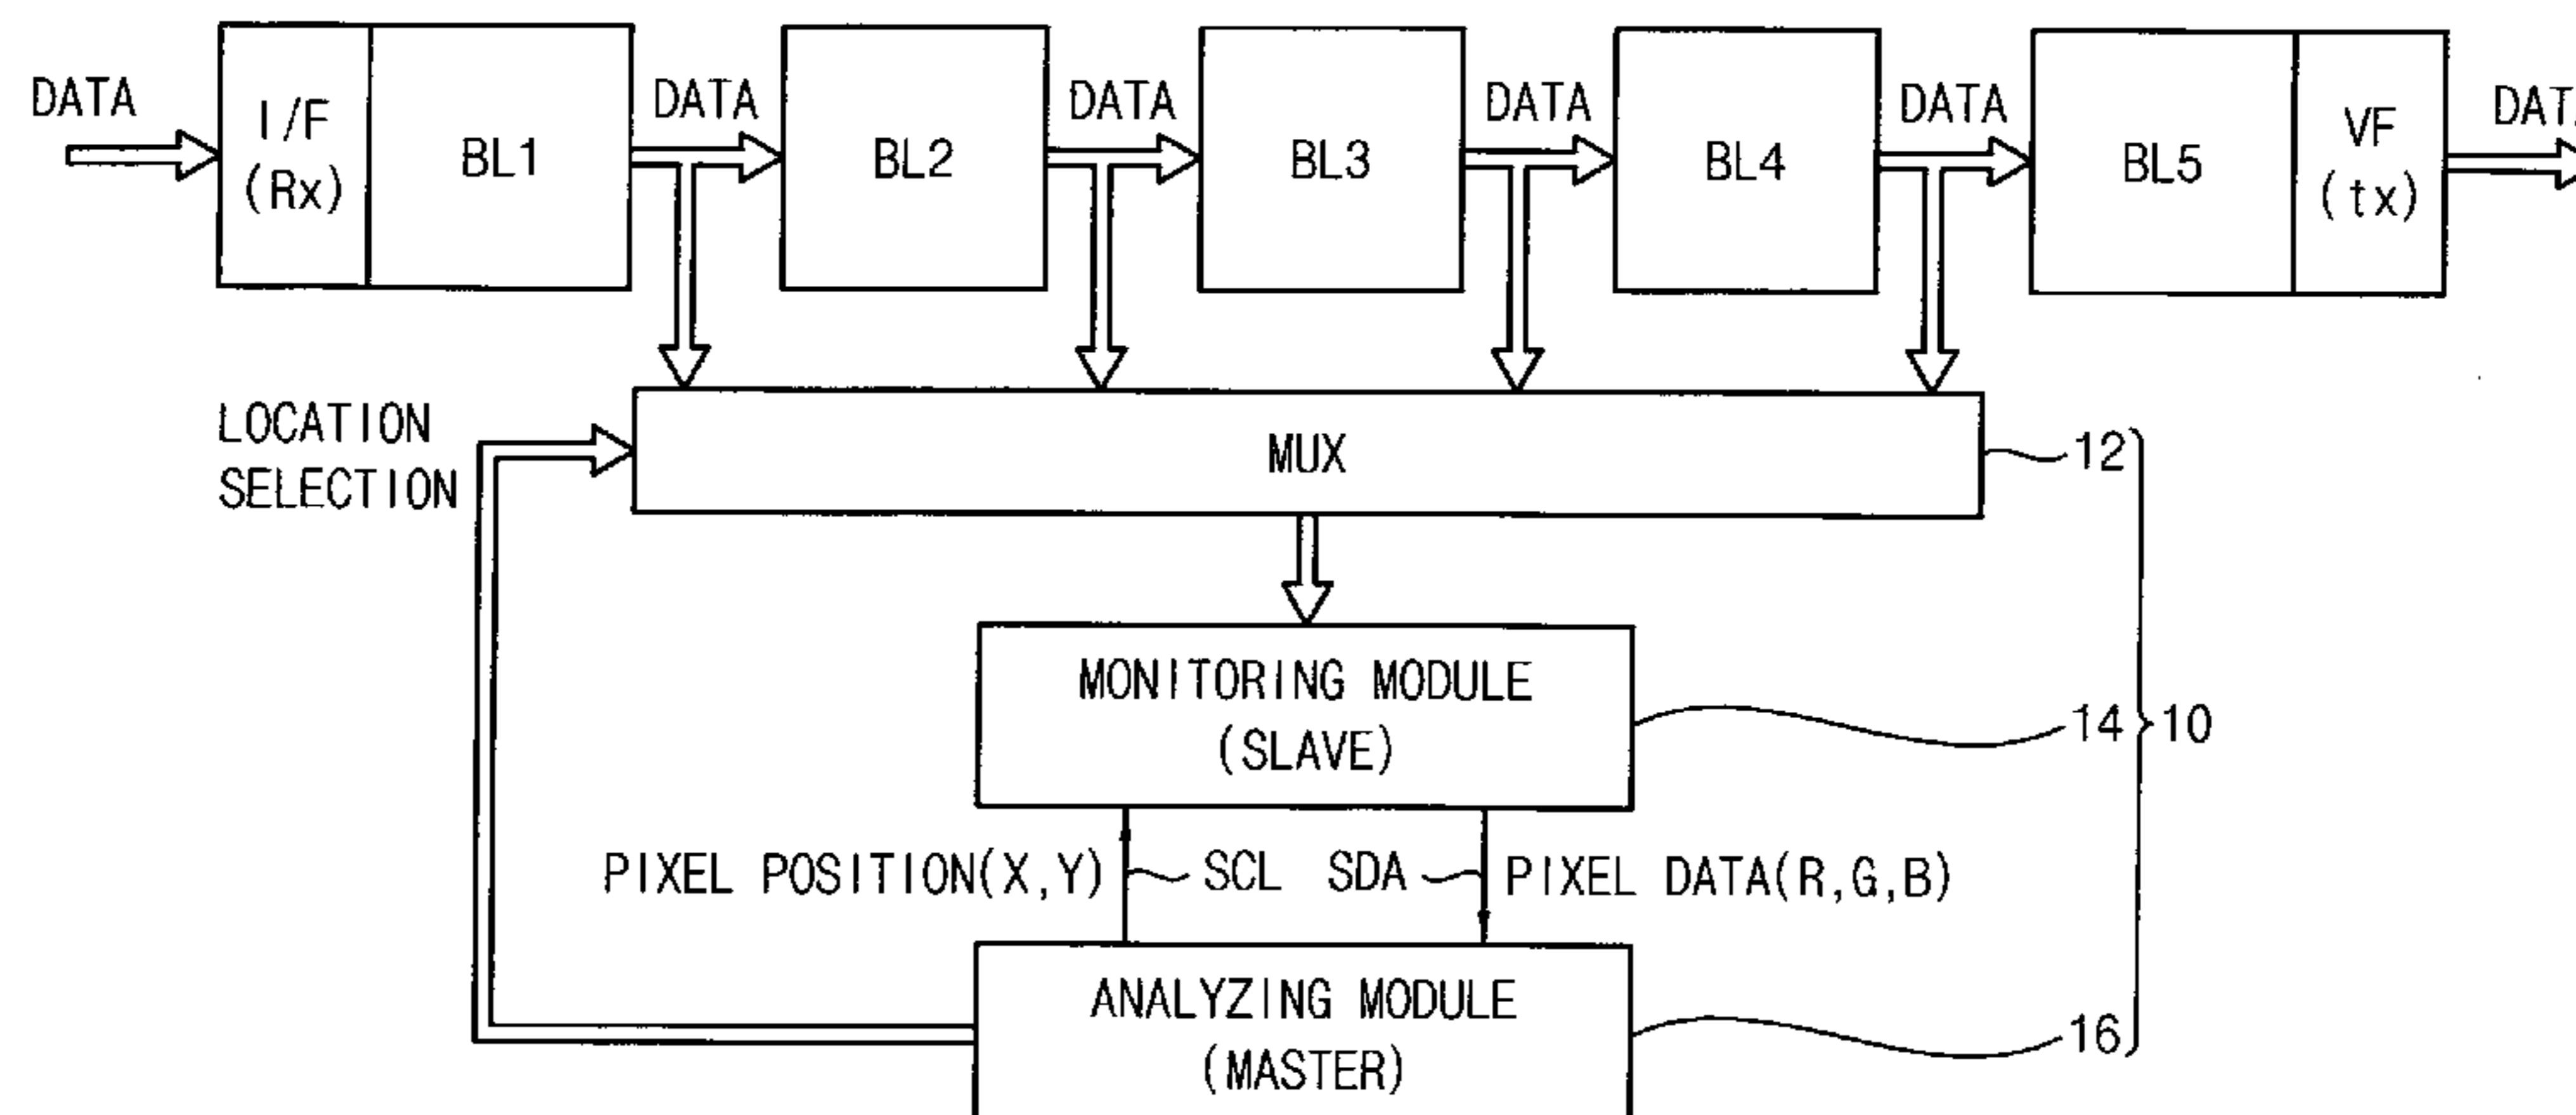 DATA
I/F
(Rx)
BL1
DATA
BL2
DATA
BL3
DATA
BL4
DATA
BL5
VF
(tx)
LOCATION
SELECTION
MUX
12
MONITORING MODULE
(SLAVE)
14
10
PIXEL POSITION(X,Y)
SCL
SDA
PIXEL DATA(R,G,B)
ANALYZING MODULE
(MASTER)
16